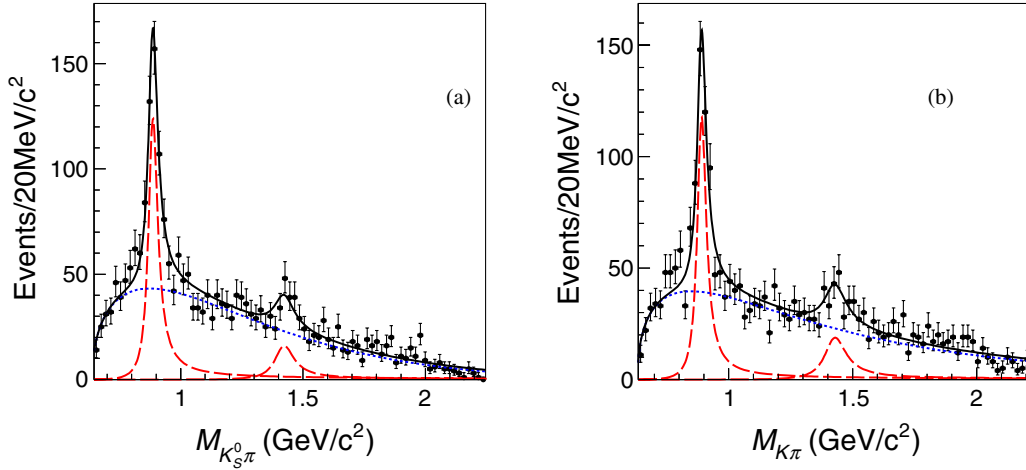 Events/20MeV/c²
150
100
50
0
(a)
1
1.5
2
M_{K_S^0 π} (GeV/c²)
Events/20MeV/c²
150
100
50
0
(b)
1
1.5
2
M_{Kπ} (GeV/c²)